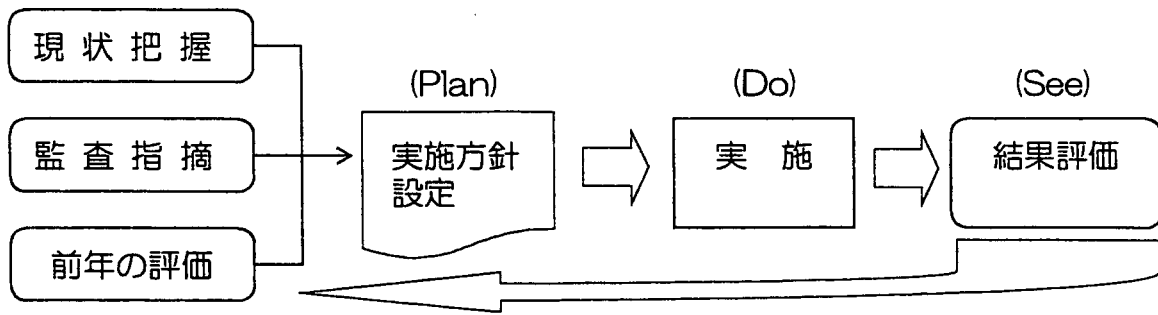 現状把握
監査指摘
前年の評価
(Plan)
実施方針
設定
(Do)
実施
(See)
結果評価